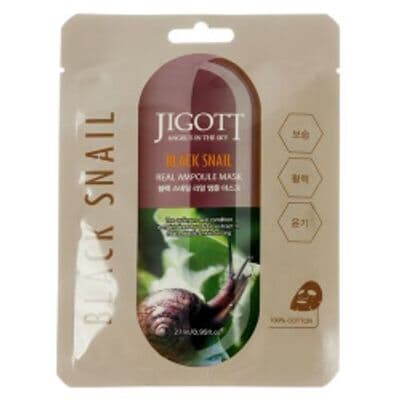 BLACK SNAIL
JIGOTT
ANGELS IN THE SKY
BLACK SNAIL
REAL AMPOULE MASK
블랙 스네일 리얼 앰플 마스크
27ml/0.95fl oz
보습
활력
윤기
100% COTTON